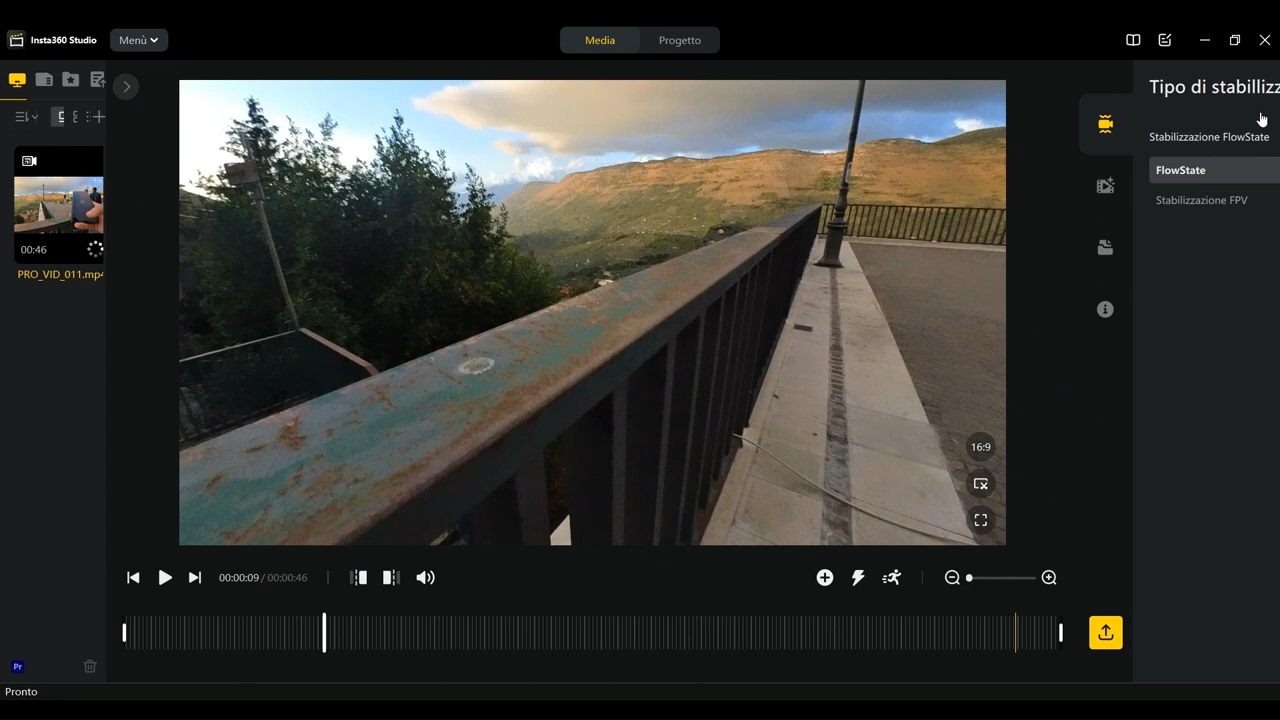 Insta360 Studio
Menù
Media
Progetto
Tipo di stabilizz
Stabilizzazione FlowState
FlowState
Stabilizzazione FPV
00:46
PRO_VID_011.mp4
16:9
00:00:09 / 00:00:46
Pr
Pronto